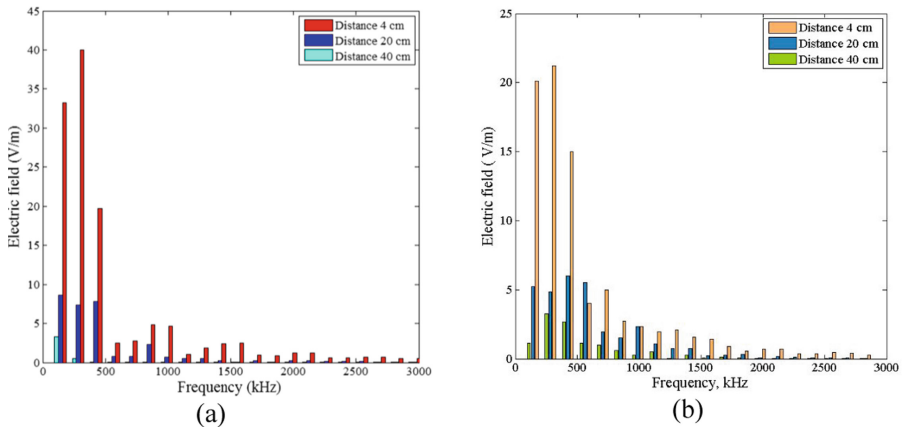 45
40
35
30
25
20
15
10
5
0
Electric field (V/m)
Distance 4 cm
Distance 20 cm
Distance 40 cm
0 500 1000 1500 2000 2500 3000
Frequency (kHz)
(a)
25
20
15
10
5
0
Electric field ( V/m)
Distance 4 cm
Distance 20 cm
Distance 40 cm
0 500 1000 1500 2000 2500 3000
Frequency, kHz
(b)